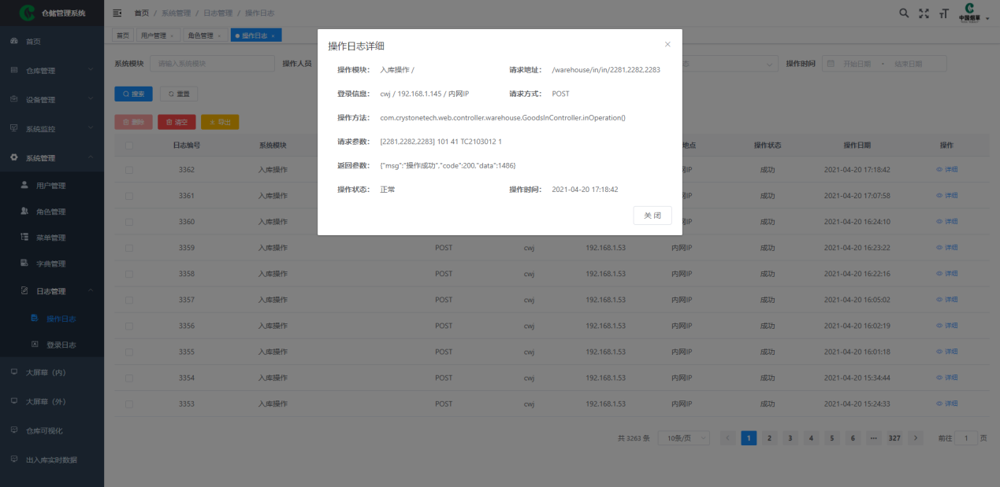 仓储管理系统
首页 / 系统管理 / 日志管理 / 操作日志
中国烟草
首页
用户管理 ×
角色管理 ×
操作日志 ×
首页
仓库管理
设备管理
系统监控
系统管理
用户管理
角色管理
菜单管理
字典管理
日志管理
操作日志
登录日志
大屏幕（内）
大屏幕（外）
仓库可视化
出入库实时数据
系统模块 请输入系统模块 操作人员 态 操作时间 开始日期 - 结束日期
搜索 重置
删除 清空 导出
操作日志详细
操作模块： 入库操作 / 请求地址： /warehouse/in/in/2281,2282,2283
登录信息： cwj / 192.168.1.145 / 内网IP 请求方式： POST
操作方法： com.crystonetech.web.controller.warehouse.GoodsInController.inOperation()
请求参数： [2281,2282,2283] 101 41 TC2103012 1
返回参数： {"msg":"操作成功","code":200,"data":1486}
操作状态： 正常 操作时间： 2021-04-20 17:18:42
关 闭
日志编号 系统模块 地点 操作状态 操作日期 操作
3362 入库操作 网IP 成功 2021-04-20 17:18:42 详细
3361 入库操作 网IP 成功 2021-04-20 17:07:58 详细
3360 入库操作 网IP 成功 2021-04-20 16:24:10 详细
3359 入库操作 POST cwj 192.168.1.53 内网IP 成功 2021-04-20 16:23:22 详细
3358 入库操作 POST cwj 192.168.1.53 内网IP 成功 2021-04-20 16:22:16 详细
3357 入库操作 POST cwj 192.168.1.53 内网IP 成功 2021-04-20 16:05:02 详细
3356 入库操作 POST cwj 192.168.1.53 内网IP 成功 2021-04-20 16:02:19 详细
3355 入库操作 POST cwj 192.168.1.53 内网IP 成功 2021-04-20 16:01:18 详细
3354 入库操作 POST cwj 192.168.1.53 内网IP 成功 2021-04-20 15:34:44 详细
3353 入库操作 POST cwj 192.168.1.53 内网IP 成功 2021-04-20 15:24:33 详细
共 3263 条 10条/页 1 2 3 4 5 6 ··· 327 前往 1 页